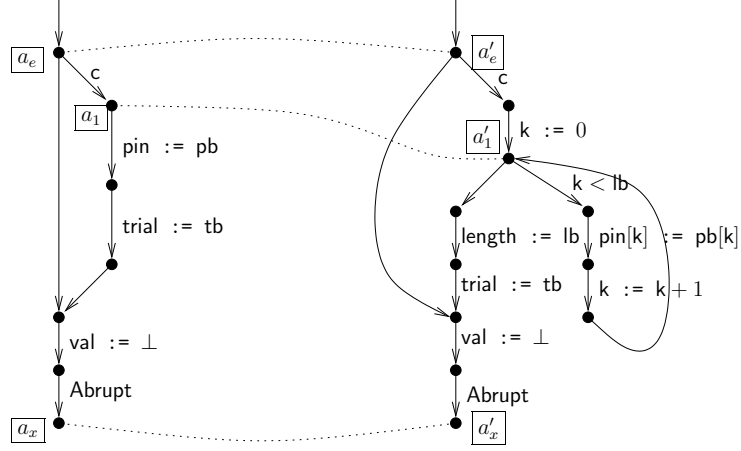 a_e
a'_e
c
c
a_1
k := 0
a'_1
pin := pb
k < lb
trial := tb
length := lb
pin[k] := pb[k]
trial := tb
k := k + 1
val := ⊥
val := ⊥
Abrupt
Abrupt
a_x
a'_x